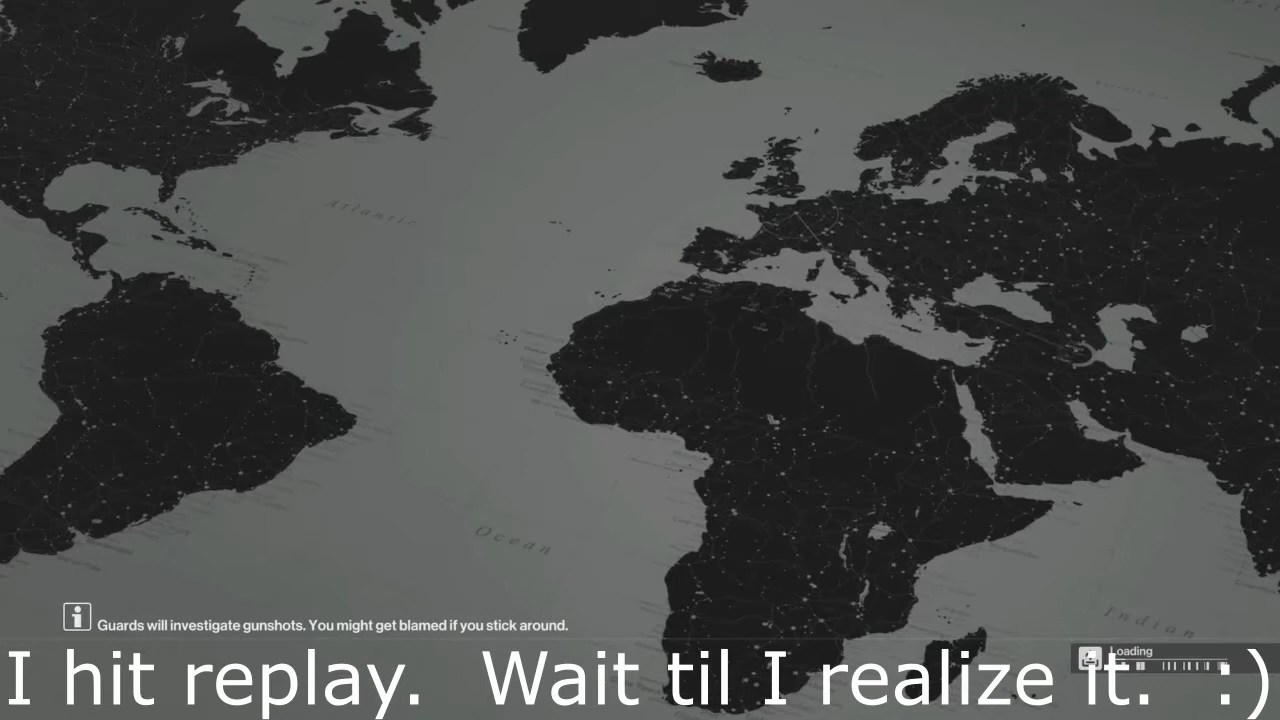 Atlantic
Ocean
Indian
Guards will investigate gunshots. You might get blamed if you stick around.
Loading
I hit replay.  Wait til I realize it.  :)